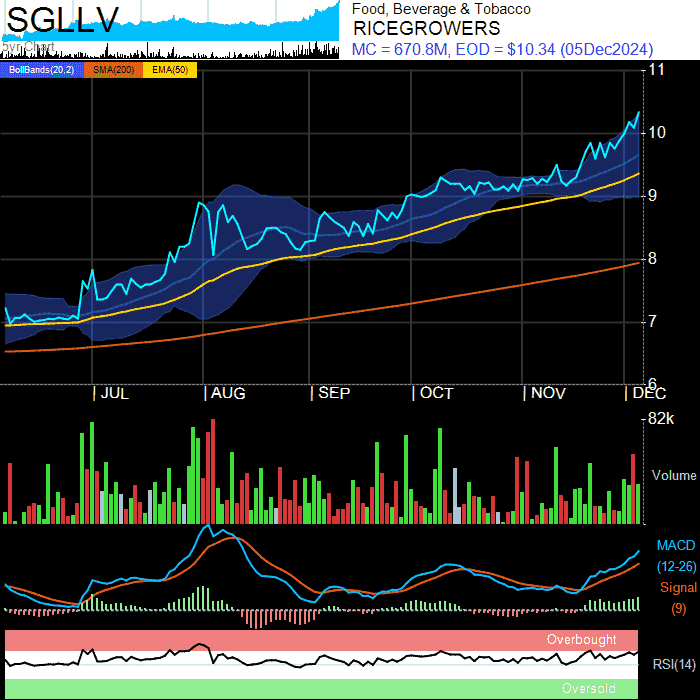 SGLLV
Food, Beverage & Tobacco
RICEGROWERS
MC = 670.8M, EOD = $10.34 (05Dec2024)
BollBands(20,2) SMA(200) EMA(50)
11
10
9
8
7
6
| JUL | AUG | SEP | OCT | NOV | DEC
82k
Volume
MACD
(12-26)
Signal
(9)
Overbought
RSI(14)
Oversold